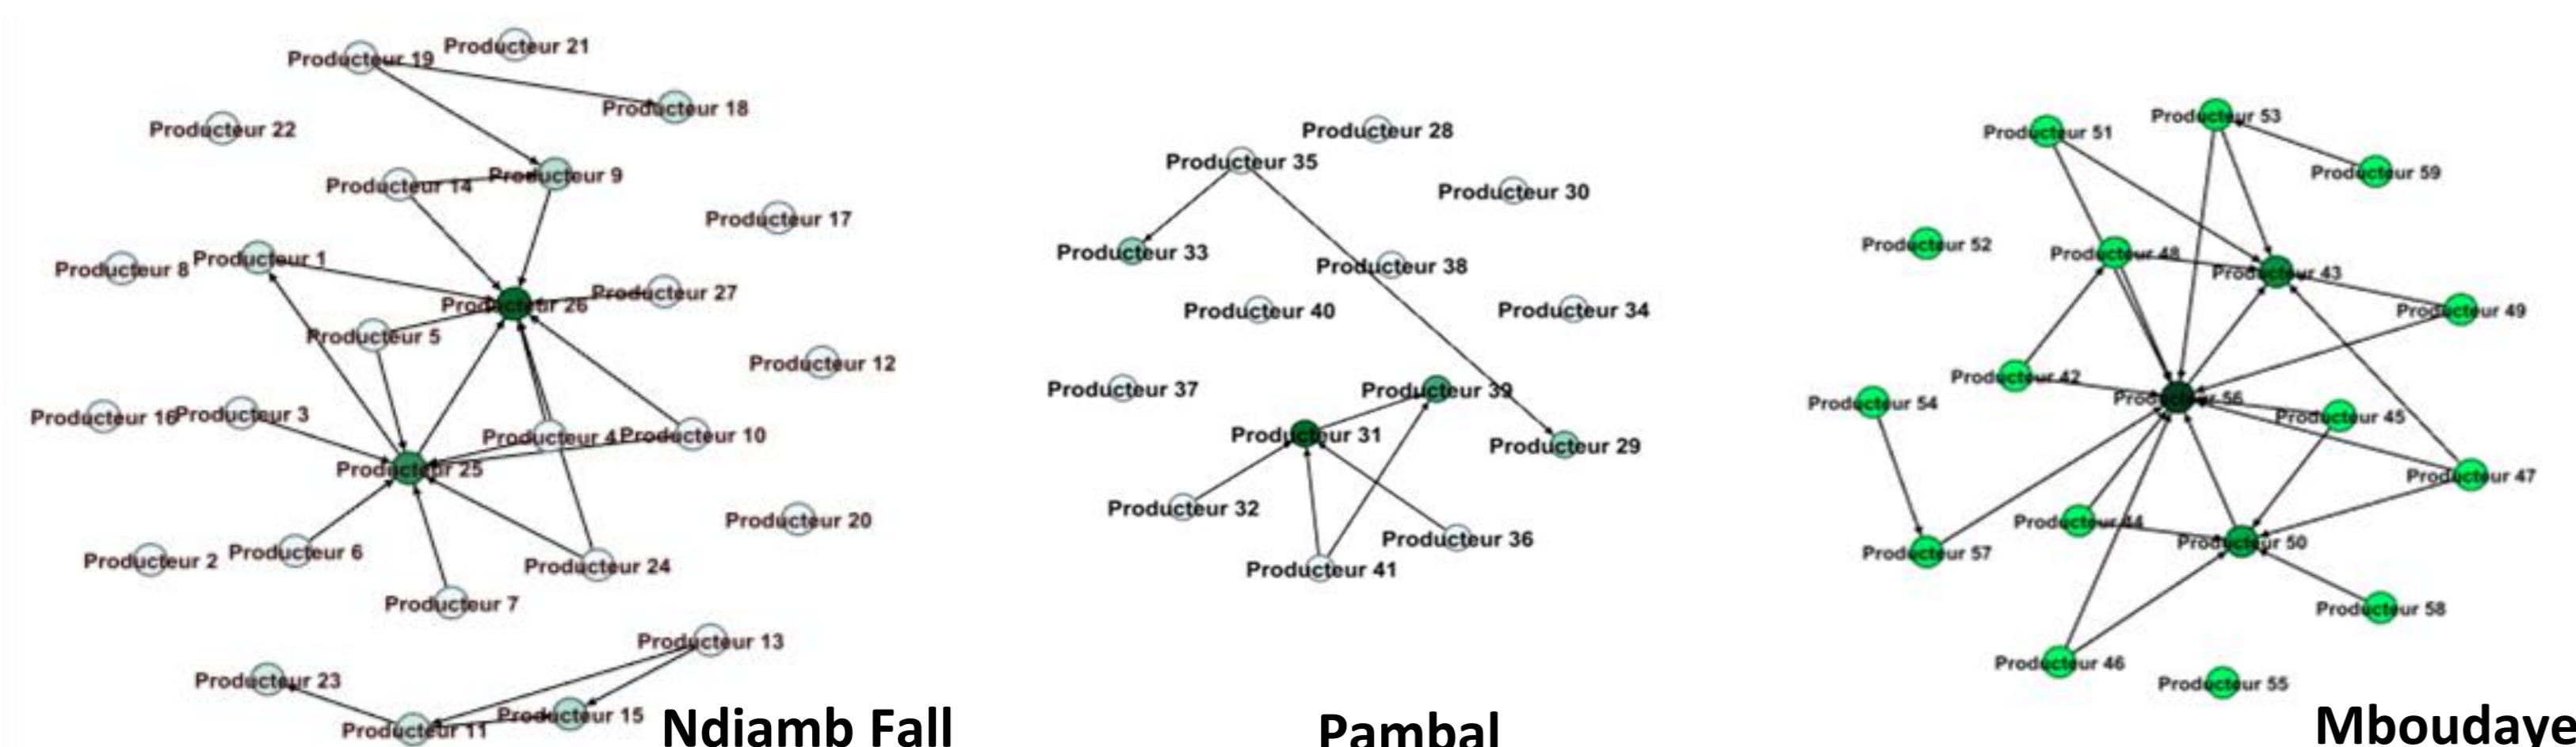 Producteur 19
Producteur 21
Producteur 18
Producteur 22
Producteur 14
Producteur 9
Producteur 17
Producteur 8
Producteur 1
Producteur 26
Producteur 27
Producteur 5
Producteur 12
Producteur 16
Producteur 3
Producteur 4
Producteur 10
Producteur 25
Producteur 20
Producteur 2
Producteur 6
Producteur 24
Producteur 7
Producteur 13
Producteur 23
Producteur 11
Producteur 15
Ndiamb Fall
Producteur 28
Producteur 35
Producteur 30
Producteur 33
Producteur 38
Producteur 40
Producteur 34
Producteur 37
Producteur 39
Producteur 31
Producteur 29
Producteur 32
Producteur 36
Producteur 41
Pambal
Producteur 53
Producteur 51
Producteur 59
Producteur 52
Producteur 48
Producteur 43
Producteur 49
Producteur 42
Producteur 56
Producteur 54
Producteur 45
Producteur 47
Producteur 44
Producteur 50
Producteur 57
Producteur 58
Producteur 46
Producteur 55
Mboudaye